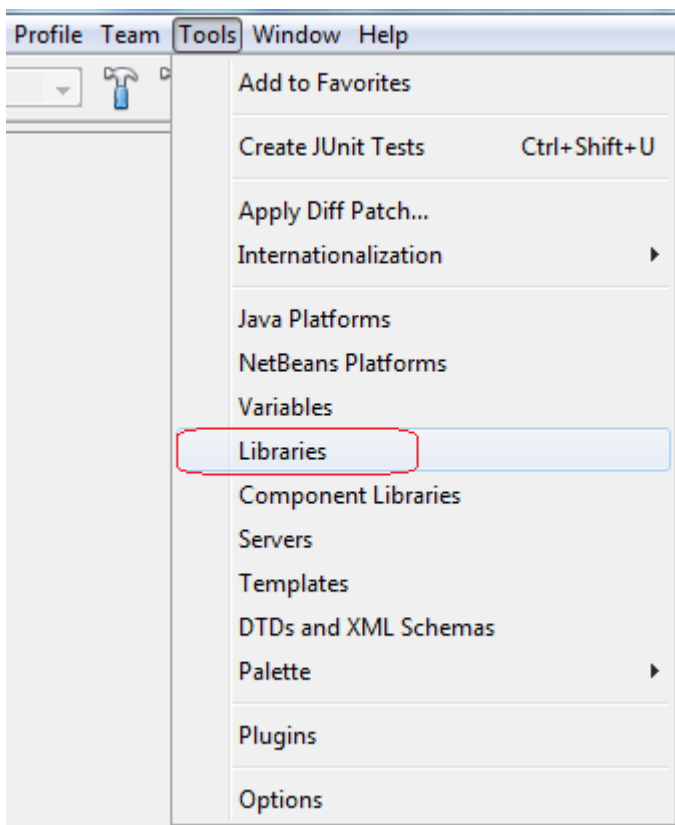 Profile Team Tools Window Help
Add to Favorites
Create JUnit Tests Ctrl+Shift+U
Apply Diff Patch...
Internationalization
Java Platforms
NetBeans Platforms
Variables
Libraries
Component Libraries
Servers
Templates
DTDs and XML Schemas
Palette
Plugins
Options